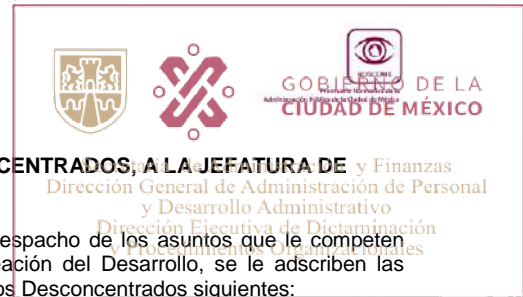 GOBIERNO DE LA
CIUDAD DE MÉXICO
CENTRADOS, A LA JEFATURA DE
Secretaría de Administración y Finanzas
Dirección General de Administración de Personal
y Desarrollo Administrativo
Dirección Ejecutiva de Dictaminación
y Procedimientos Organizacionales
espacho de los asuntos que le competen
eación del Desarrollo, se le adscriben las
os Desconcentrados siguientes: